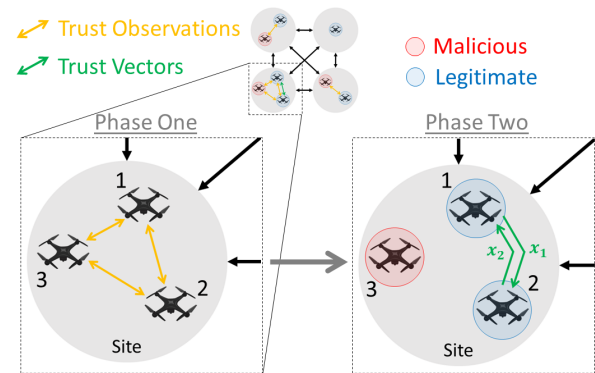 Trust Observations
Trust Vectors
Malicious
Legitimate
Phase One
1
2
3
Site
Phase Two
1
x₂
x₁
2
3
Site